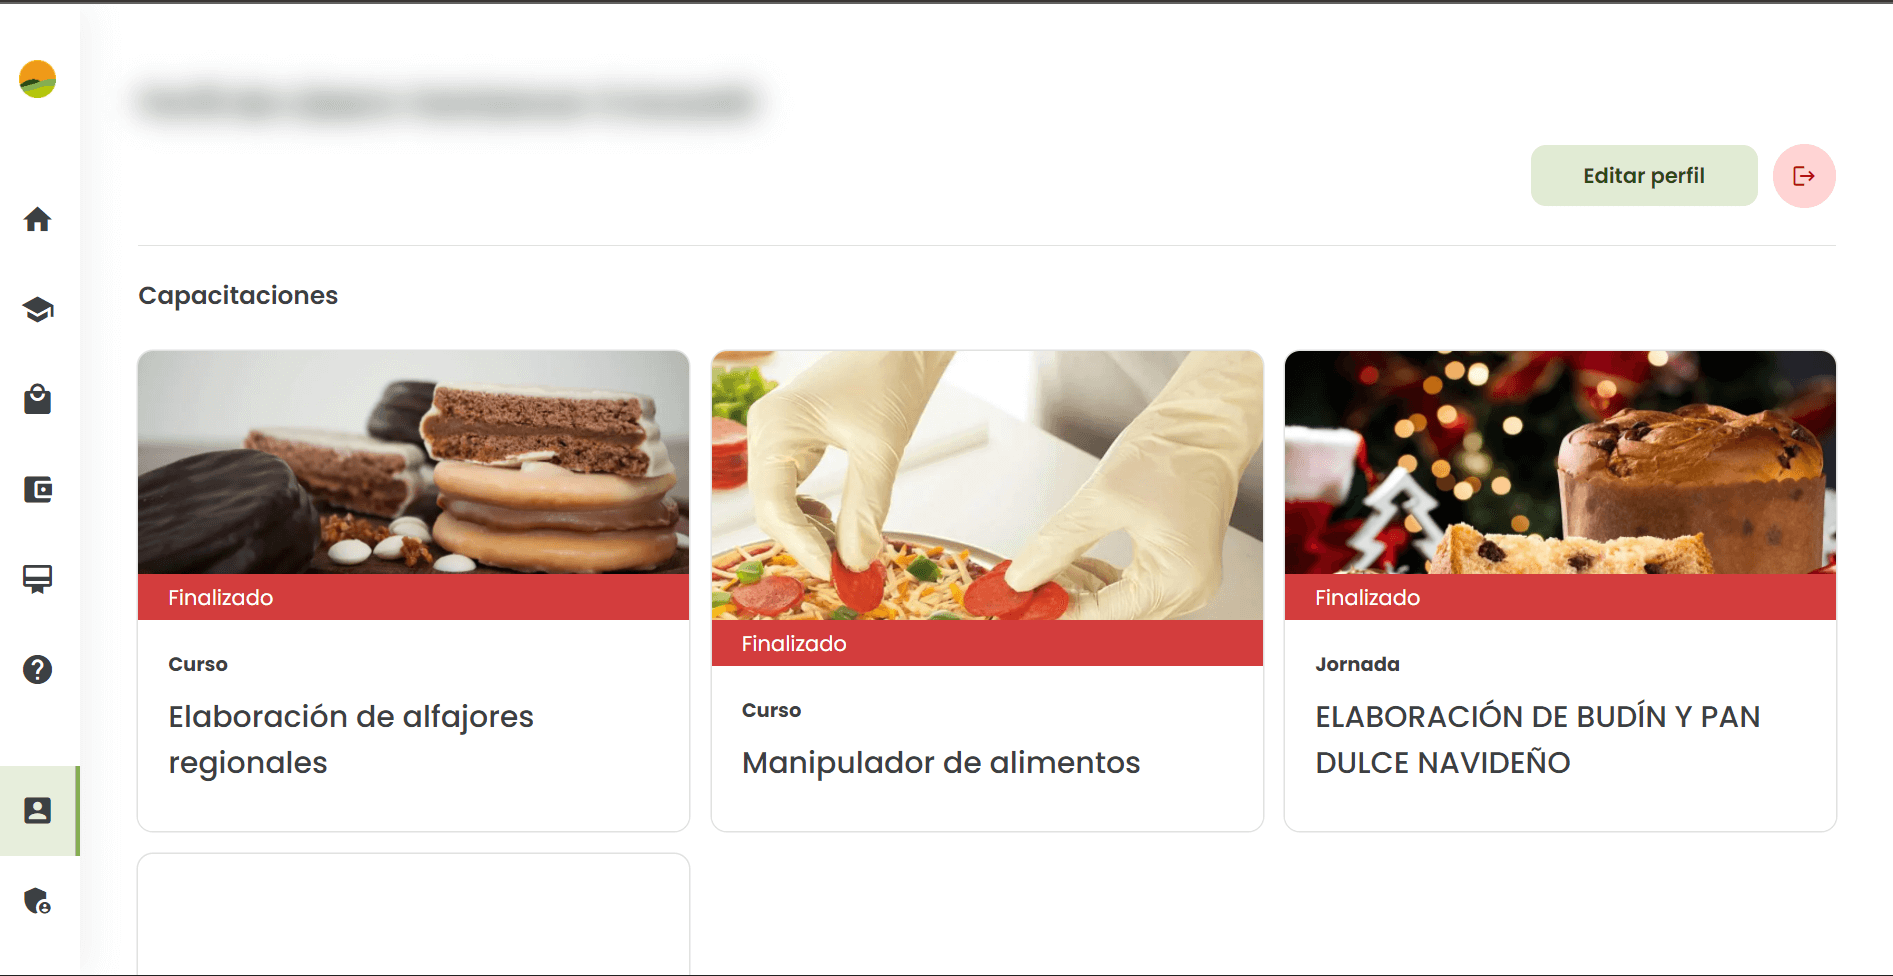 Editar perfil
Capacitaciones
Finalizado
Curso
Elaboración de alfajores
regionales
Finalizado
Curso
Manipulador de alimentos
Finalizado
Jornada
ELABORACIÓN DE BUDÍN Y PAN
DULCE NAVIDEÑO